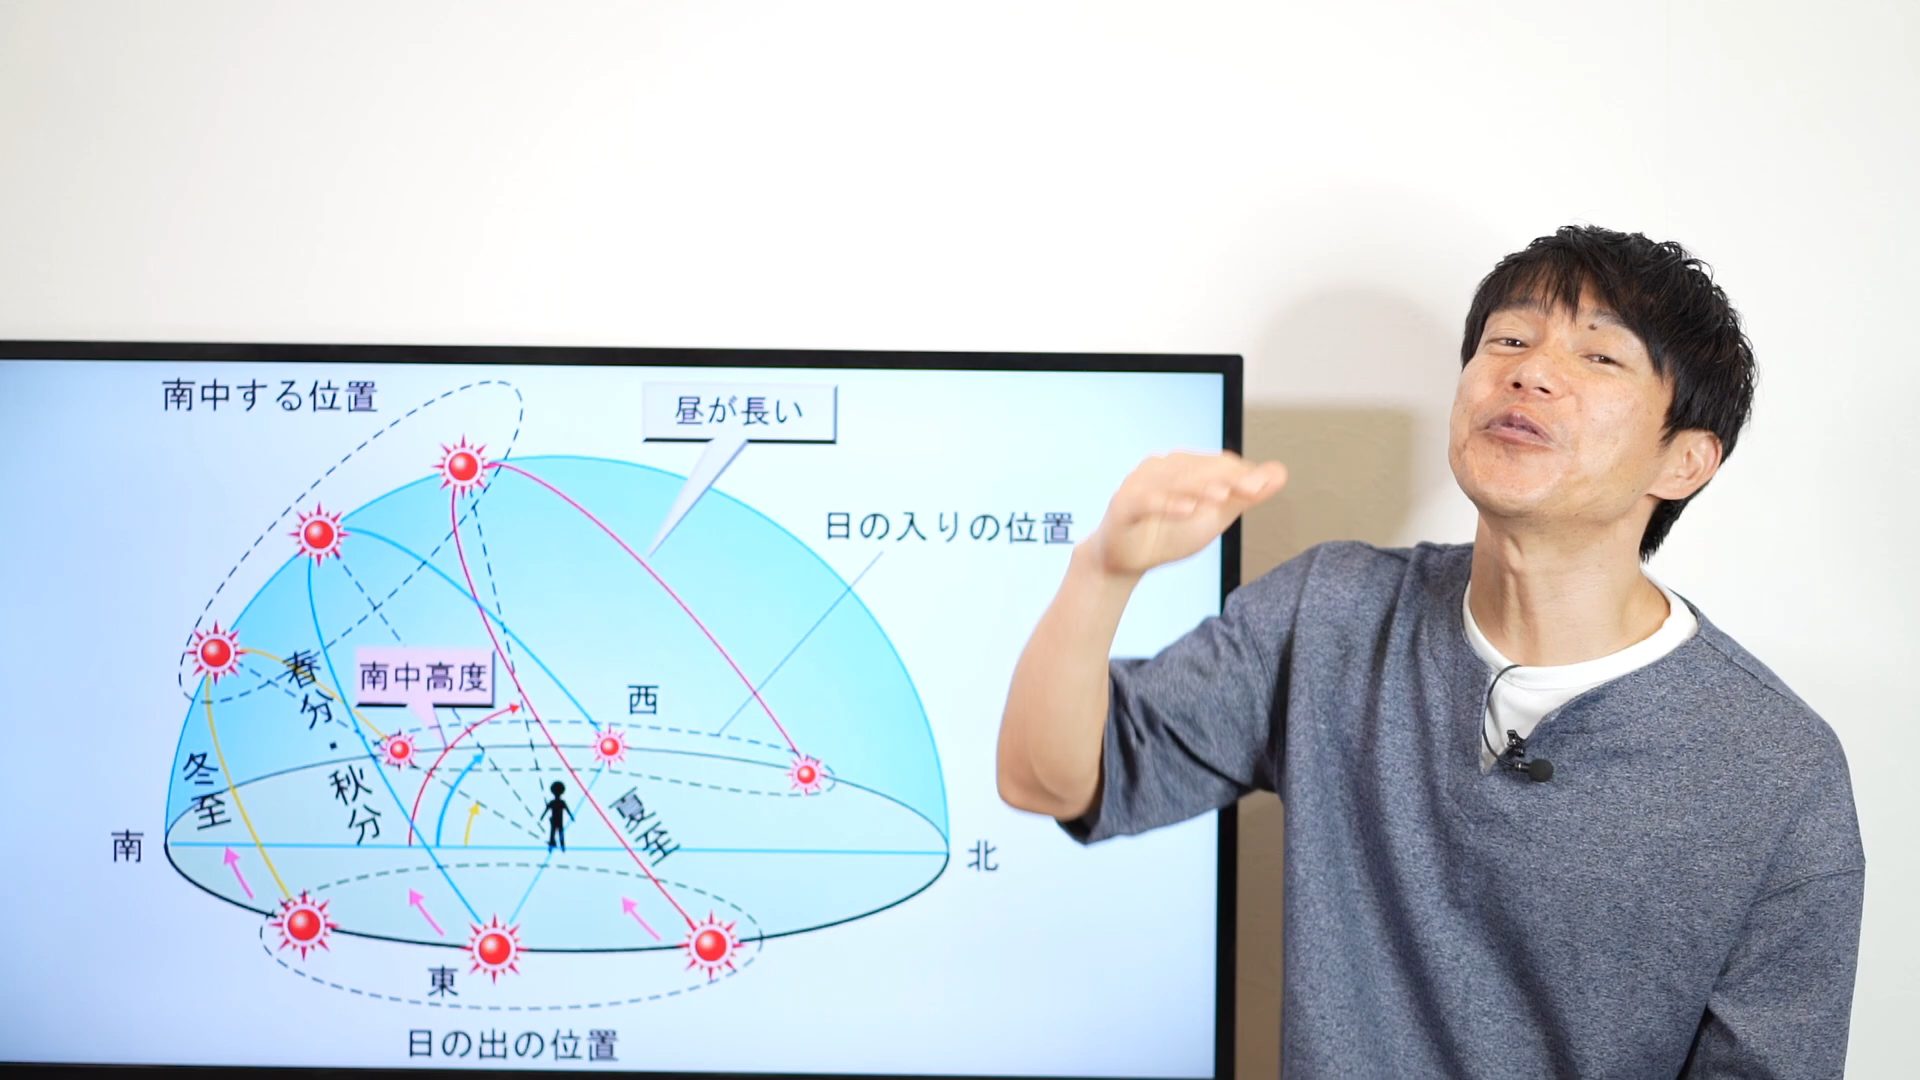 南中する位置
昼が長い
日の入りの位置
春分・秋分
南中高度
西
冬至
夏至
南
北
東
日の出の位置